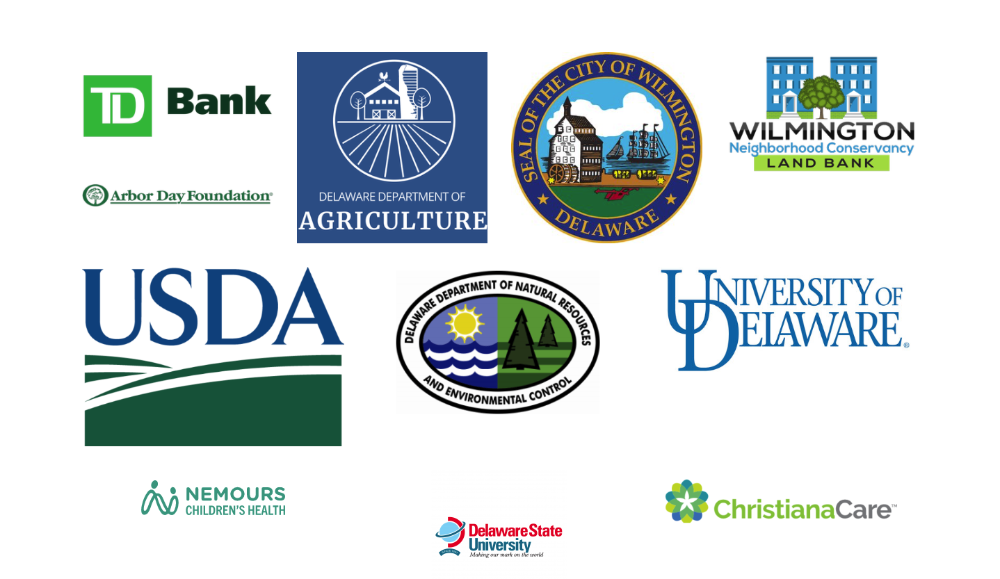 TD Bank
Arbor Day Foundation®
DELAWARE DEPARTMENT OF
AGRICULTURE
SEAL OF THE CITY OF WILMINGTON
DELAWARE
WILMINGTON
Neighborhood Conservancy
LAND BANK
USDA
DELAWARE DEPARTMENT OF NATURAL RESOURCES
AND ENVIRONMENTAL CONTROL
UNIVERSITY OF
DELAWARE®
NEMOURS
CHILDREN'S HEALTH
Delaware State
University
Making our mark on the world
ChristianaCare™